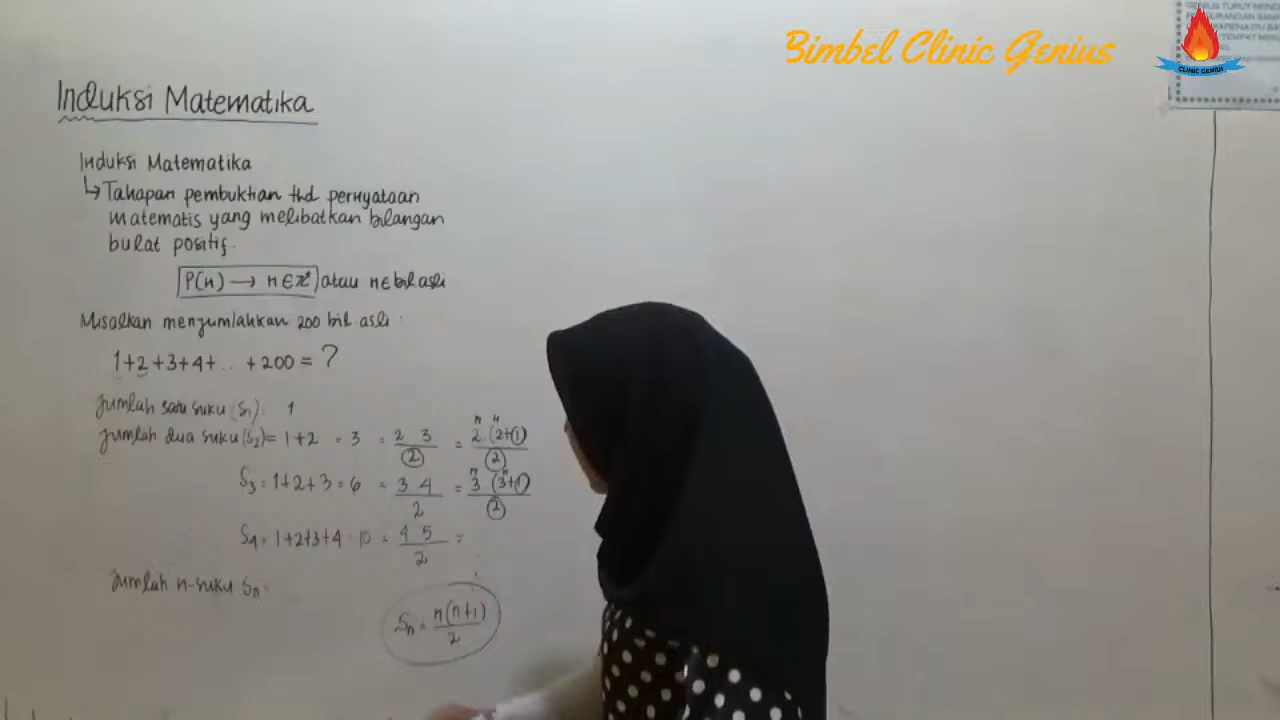 Bimbel Clinic Genius
CLINIC GENIUS
Induksi Matematika
Induksi Matematika
↳ Tahapan pembuktian thd pernyataan
matematis yang melibatkan bilangan
bulat positif.
P(n) → n ∈ Z⁺ atau n ∈ bil asli
Misalkan menjumlahkan 200 bil asli :
1+2+3+4+ ... +200 = ?
Jumlah satu suku (S₁): 1
Jumlah dua suku (S₂) = 1+2 = 3 = 2 3 / 2 = 2 (2+1) / 2
n n
S₃ = 1+2+3 = 6 = 3 4 / 2 = 3 (3+1) / 2
n n
S₄ = 1+2+3+4 = 10 = 4 5 / 2 =
Jumlah n-suku Sₙ =
Sₙ = n(n+1) / 2